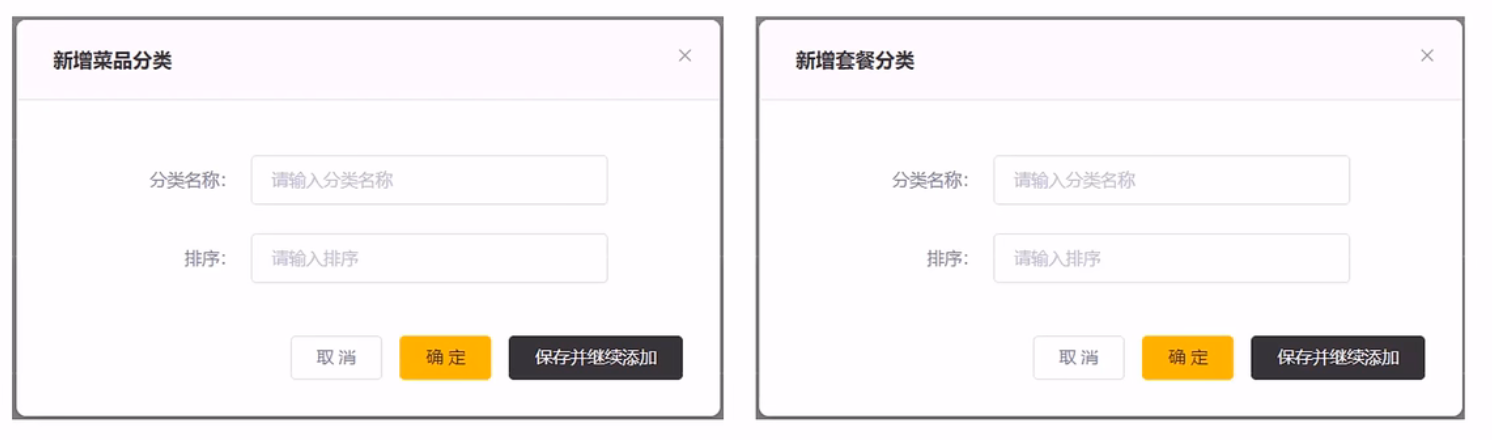 新增菜品分类
分类名称：
请输入分类名称
排序：
请输入排序
取 消
确 定
保存并继续添加
新增套餐分类
分类名称：
请输入分类名称
排序：
请输入排序
取 消
确 定
保存并继续添加